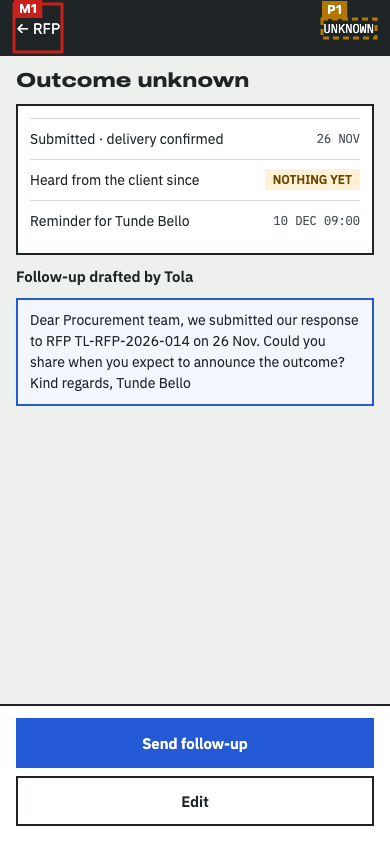 M1
P1
← RFP
UNKNOWN
Outcome unknown
Submitted · delivery confirmed 26 NOV
Heard from the client since NOTHING YET
Reminder for Tunde Bello 10 DEC 09:00
Follow-up drafted by Tola
Dear Procurement team, we submitted our response
to RFP TL-RFP-2026-014 on 26 Nov. Could you
share when you expect to announce the outcome?
Kind regards, Tunde Bello
Send follow-up
Edit